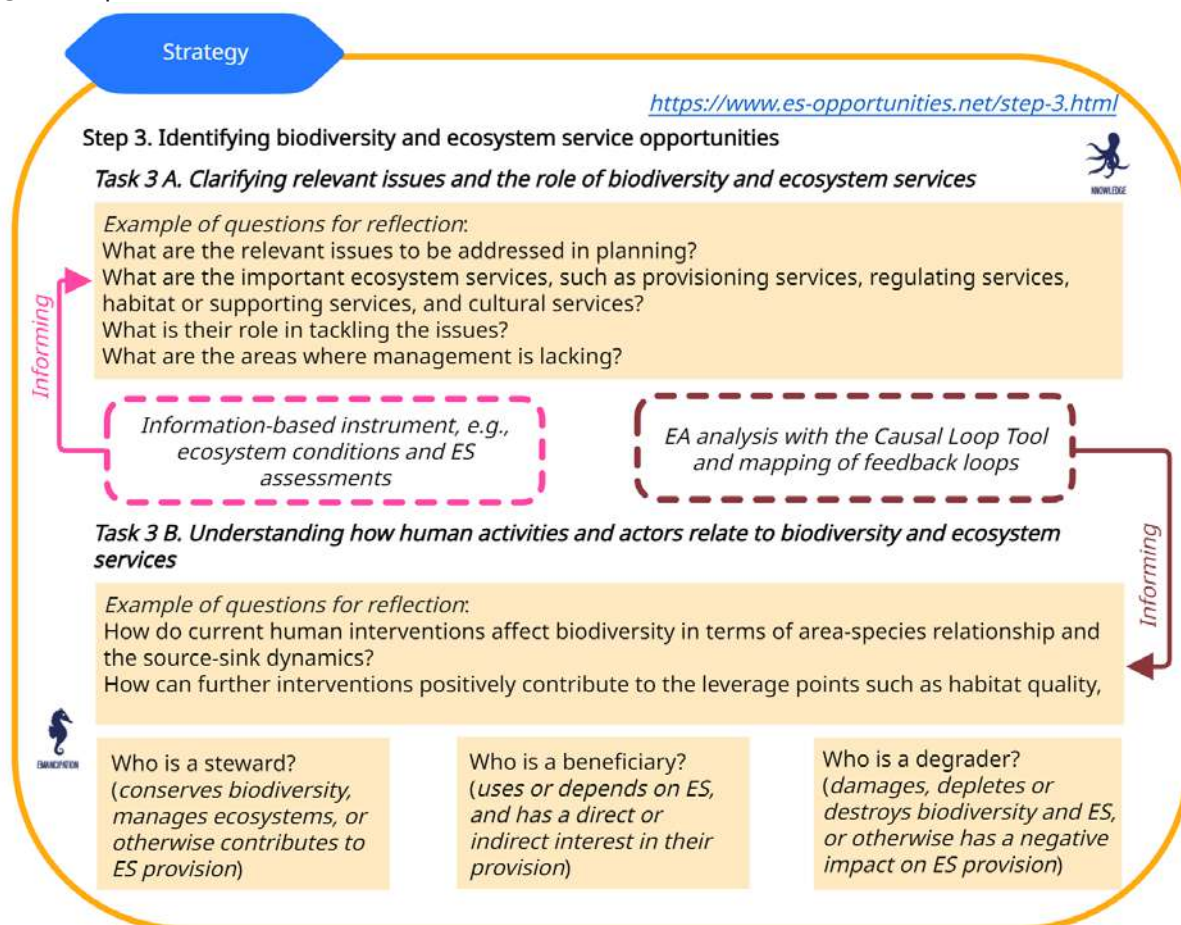 Strategy
https://www.es-opportunities.net/step-3.html
Step 3. Identifying biodiversity and ecosystem service opportunities
KNOWLEDGE
Task 3 A. Clarifying relevant issues and the role of biodiversity and ecosystem services
Example of questions for reflection:
What are the relevant issues to be addressed in planning?
What are the important ecosystem services, such as provisioning services, regulating services,
habitat or supporting services, and cultural services?
What is their role in tackling the issues?
What are the areas where management is lacking?
Informing
Information-based instrument, e.g.,
ecosystem conditions and ES
assessments
EA analysis with the Causal Loop Tool
and mapping of feedback loops
Informing
Task 3 B. Understanding how human activities and actors relate to biodiversity and ecosystem
services
Example of questions for reflection:
How do current human interventions affect biodiversity in terms of area-species relationship and
the source-sink dynamics?
How can further interventions positively contribute to the leverage points such as habitat quality,
EMANCIPATION
Who is a steward?
(conserves biodiversity,
manages ecosystems, or
otherwise contributes to
ES provision)
Who is a beneficiary?
(uses or depends on ES,
and has a direct or
indirect interest in their
provision)
Who is a degrader?
(damages, depletes or
destroys biodiversity and ES,
or otherwise has a negative
impact on ES provision)